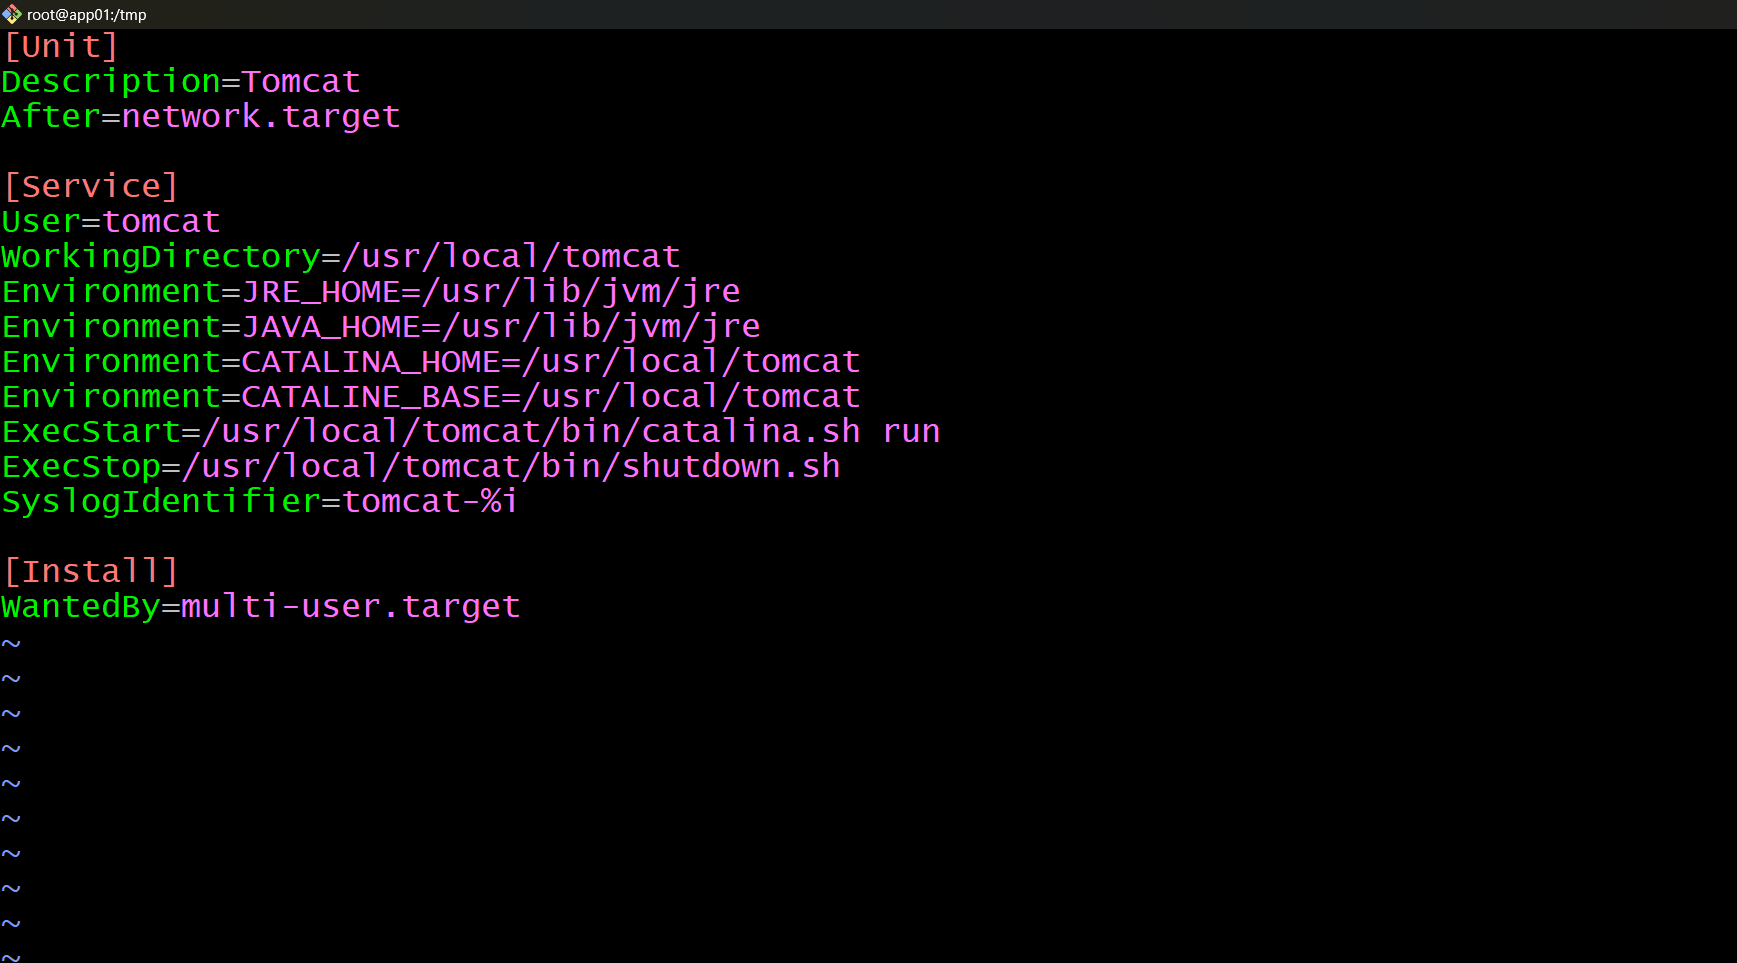 root@app01:/tmp
[Unit]
Description=Tomcat
After=network.target
[Service]
User=tomcat
WorkingDirectory=/usr/local/tomcat
Environment=JRE_HOME=/usr/lib/jvm/jre
Environment=JAVA_HOME=/usr/lib/jvm/jre
Environment=CATALINA_HOME=/usr/local/tomcat
Environment=CATALINE_BASE=/usr/local/tomcat
ExecStart=/usr/local/tomcat/bin/catalina.sh run
ExecStop=/usr/local/tomcat/bin/shutdown.sh
SyslogIdentifier=tomcat-%i
[Install]
WantedBy=multi-user.target
~
~
~
~
~
~
~
~
~
~